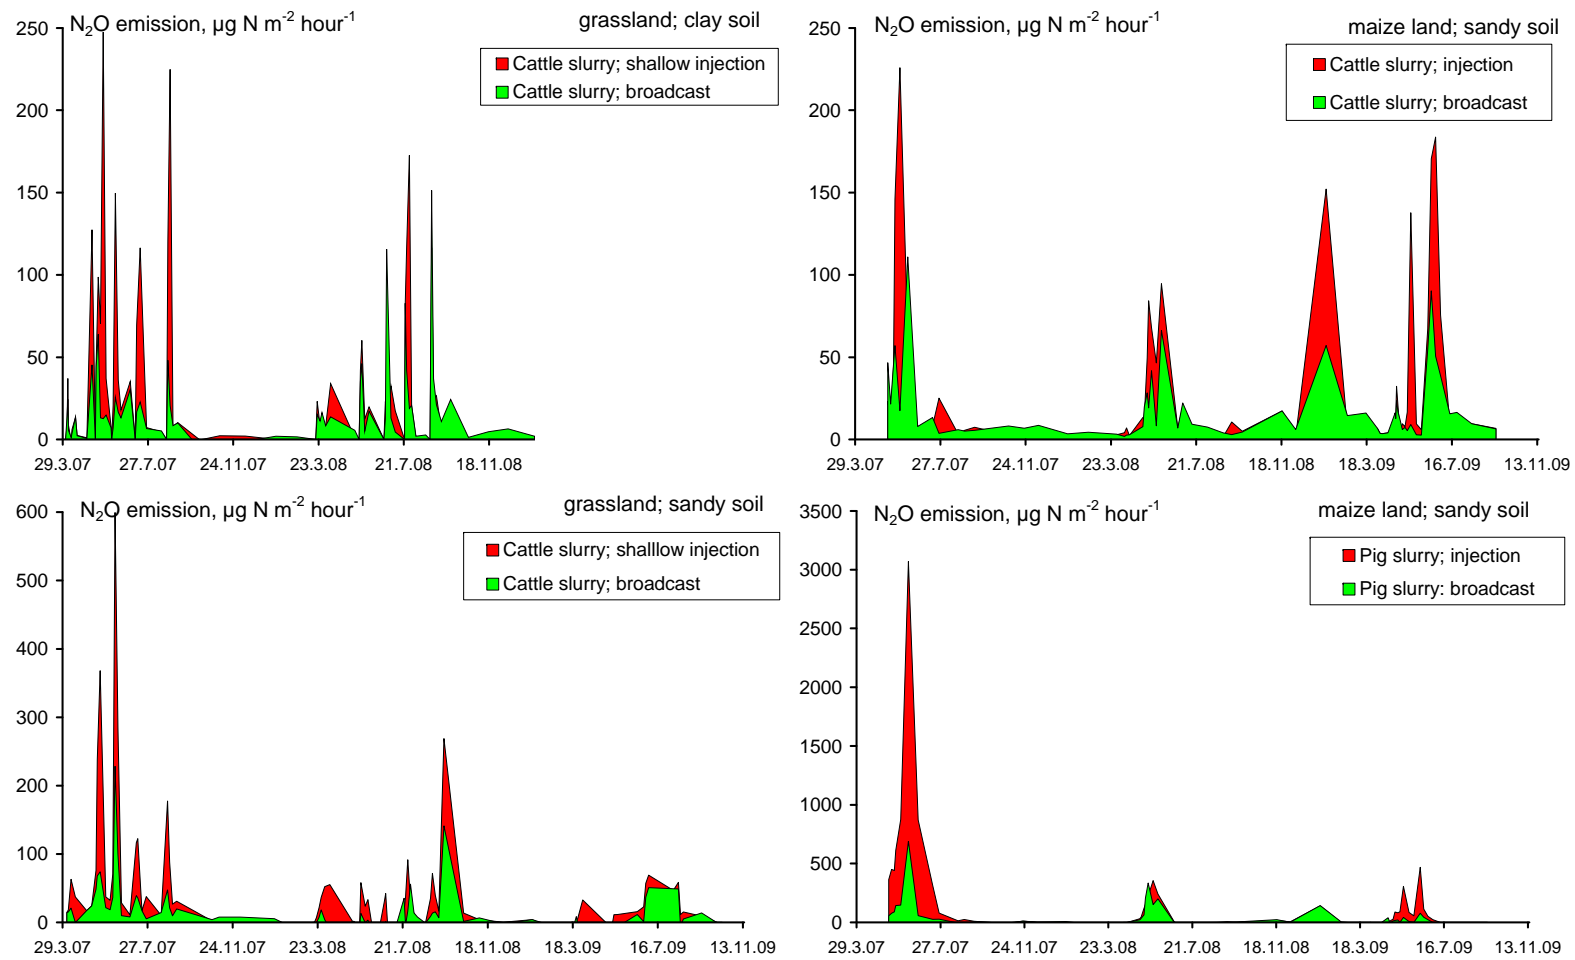 N₂O emission, µg N m⁻² hour⁻¹
grassland; clay soil
Cattle slurry; shallow injection
Cattle slurry; broadcast
250
200
150
100
50
0
29.3.07 27.7.07 24.11.07 23.3.08 21.7.08 18.11.08
N₂O emission, µg N m⁻² hour⁻¹
maize land; sandy soil
Cattle slurry; injection
Cattle slurry; broadcast
250
200
150
100
50
0
29.3.07 27.7.07 24.11.07 23.3.08 21.7.08 18.11.08 18.3.09 16.7.09 13.11.09
N₂O emission, µg N m⁻² hour⁻¹
grassland; sandy soil
Cattle slurry; shalllow injection
Cattle slurry; broadcast
600
500
400
300
200
100
0
29.3.07 27.7.07 24.11.07 23.3.08 21.7.08 18.11.08 18.3.09 16.7.09 13.11.09
N₂O emission, µg N m⁻² hour⁻¹
maize land; sandy soil
Pig slurry; injection
Pig slurry: broadcast
3500
3000
2500
2000
1500
1000
500
0
29.3.07 27.7.07 24.11.07 23.3.08 21.7.08 18.11.08 18.3.09 16.7.09 13.11.09